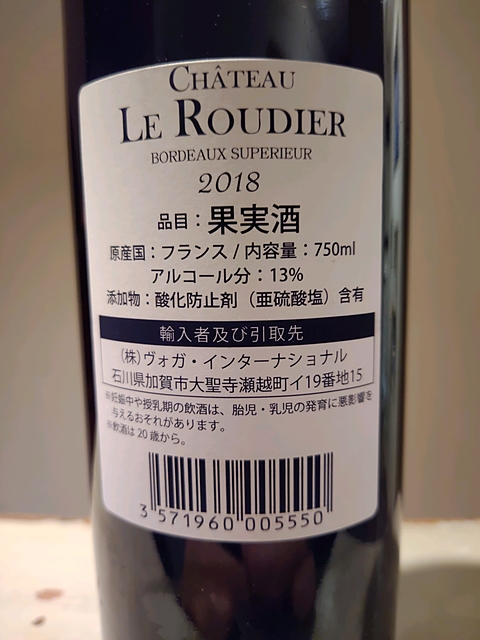 CHÂTEAU
LE ROUDIER
BORDEAUX SUPERIEUR
2018
品目：果実酒
原産国：フランス / 内容量：750ml
アルコール分：13%
添加物：酸化防止剤（亜硫酸塩）含有
輸入者及び引取先
（株）ヴォガ・インターナショナル
石川県加賀市大聖寺瀬越町イ19番地15
※妊娠中や授乳期の飲酒は、胎児・乳児の発育に悪影響を
与えるおそれがあります。
※飲酒は20歳から。
3 571960 005550